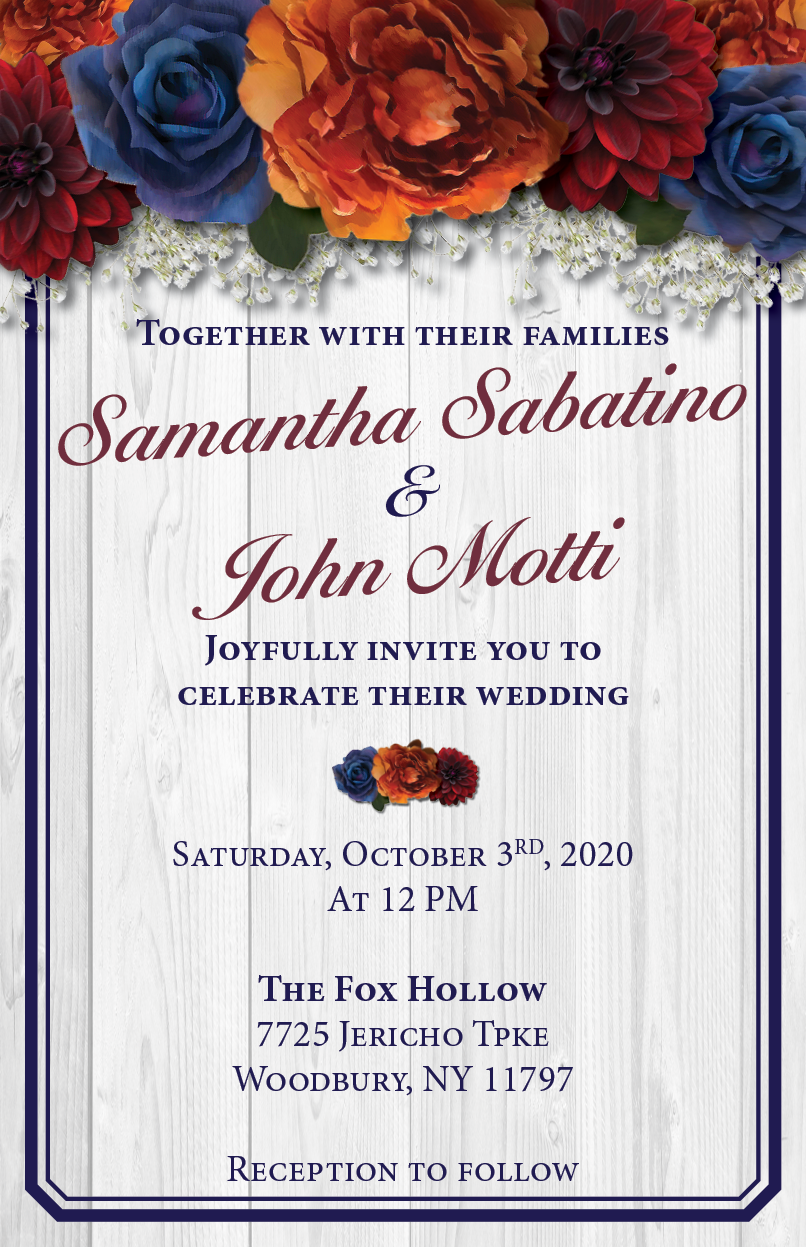 Together with their families
Samantha Sabatino
&
John Motti
Joyfully invite you to
celebrate their wedding
Saturday, October 3RD, 2020
At 12 PM
The Fox Hollow
7725 Jericho Tpke
Woodbury, NY 11797
Reception to follow